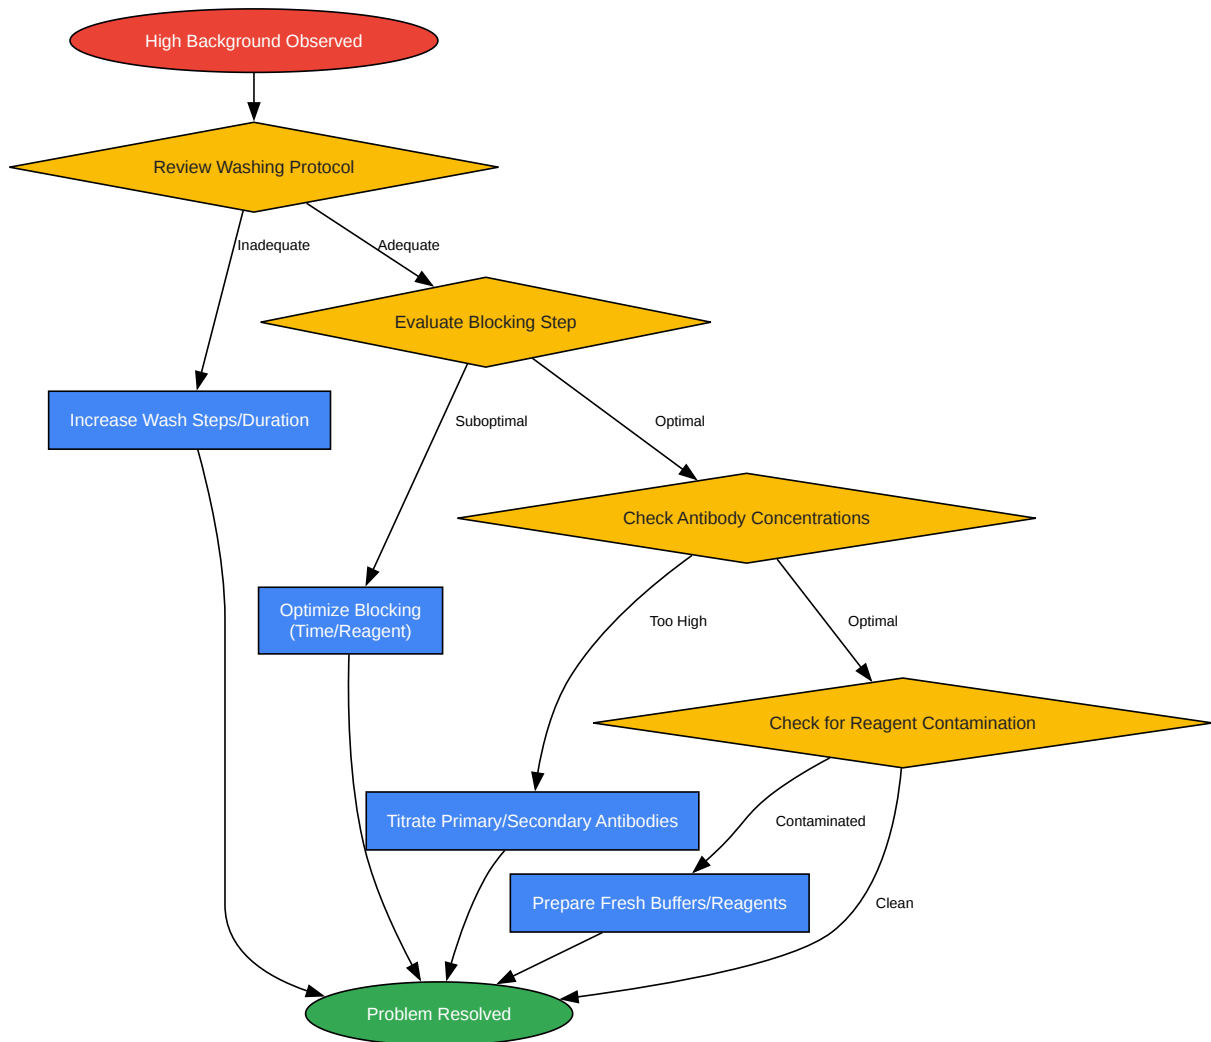 High Background Observed
Review Washing Protocol
Inadequate
Adequate
Evaluate Blocking Step
Increase Wash Steps/Duration
Suboptimal
Optimal
Check Antibody Concentrations
Optimize Blocking
(Time/Reagent)
Too High
Optimal
Check for Reagent Contamination
Titrate Primary/Secondary Antibodies
Contaminated
Prepare Fresh Buffers/Reagents
Clean
Problem Resolved